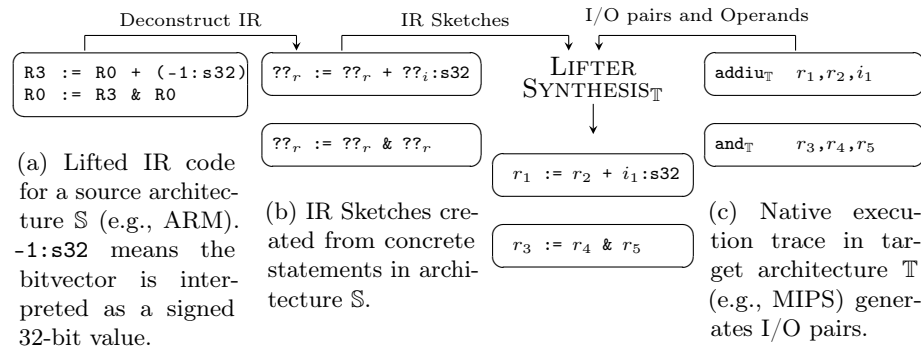 Deconstruct IR
IR Sketches
I/O pairs and Operands
R3 := R0 + (-1:s32)
R0 := R3 & R0
??r := ??r + ??i:s32
??r := ??r & ??r
LIFTER
SYNTHESIS𝕋
r1 := r2 + i1:s32
r3 := r4 & r5
addiu𝕋 r1,r2,i1
and𝕋 r3,r4,r5
(a) Lifted IR code
for a source architec-
ture 𝕊 (e.g., ARM).
-1:s32 means the
bitvector is inter-
preted as a signed
32-bit value.
(b) IR Sketches cre-
ated from concrete
statements in archi-
tecture 𝕊.
(c) Native execu-
tion trace in tar-
get architecture 𝕋
(e.g., MIPS) gener-
ates I/O pairs.